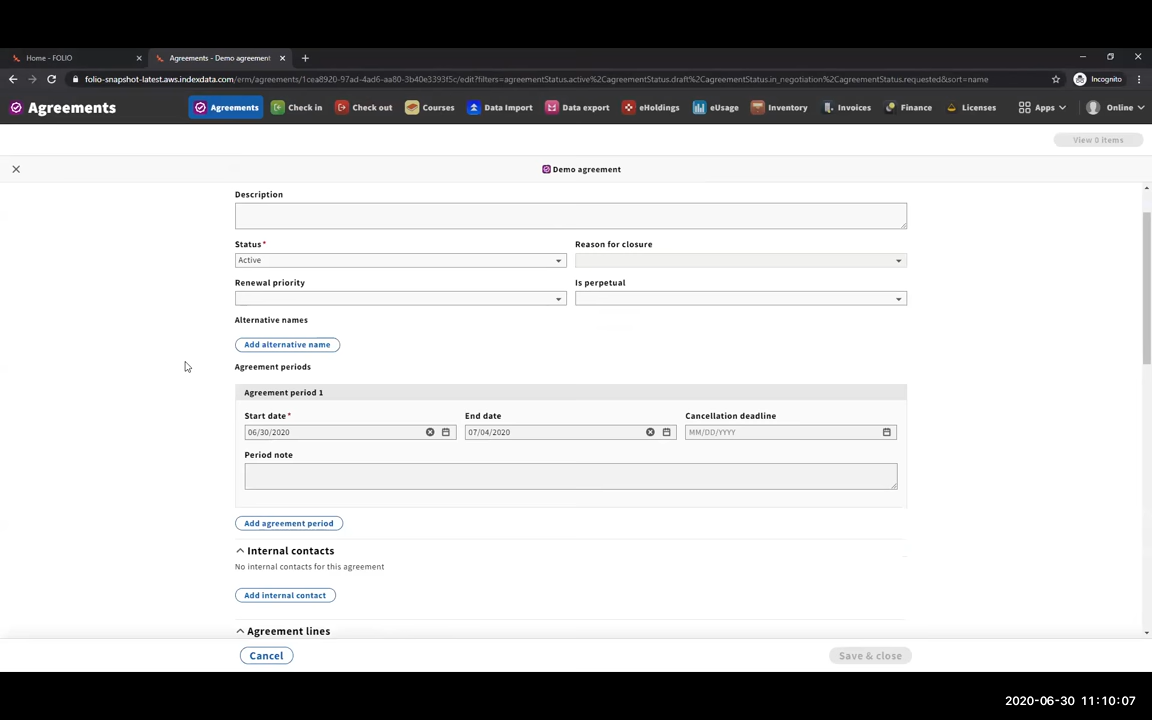 Home - FOLIO
Agreements - Demo agreement
folio-snapshot-latest.aws.indexdata.com/erm/agreements/1cea8920-97ad-4ad6-aa80-3b40e3393f5c/edit?filters=agreementStatus.active%2CagreementStatus.draft%2CagreementStatus.in_negotiation%2CagreementStatus.requested&sort=name
Incognito
Agreements
Agreements
Check in
Check out
Courses
Data Import
Data export
eHoldings
eUsage
Inventory
Invoices
Finance
Licenses
Apps
Online
View 0 items
Demo agreement
Description
Status*
Reason for closure
Active
Renewal priority
Is perpetual
Alternative names
Add alternative name
Agreement periods
Agreement period 1
Start date*
End date
Cancellation deadline
06/30/2020
07/04/2020
MM/DD/YYYY
Period note
Add agreement period
Internal contacts
No internal contacts for this agreement
Add internal contact
Agreement lines
Cancel
Save & close
2020-06-30 11:10:07